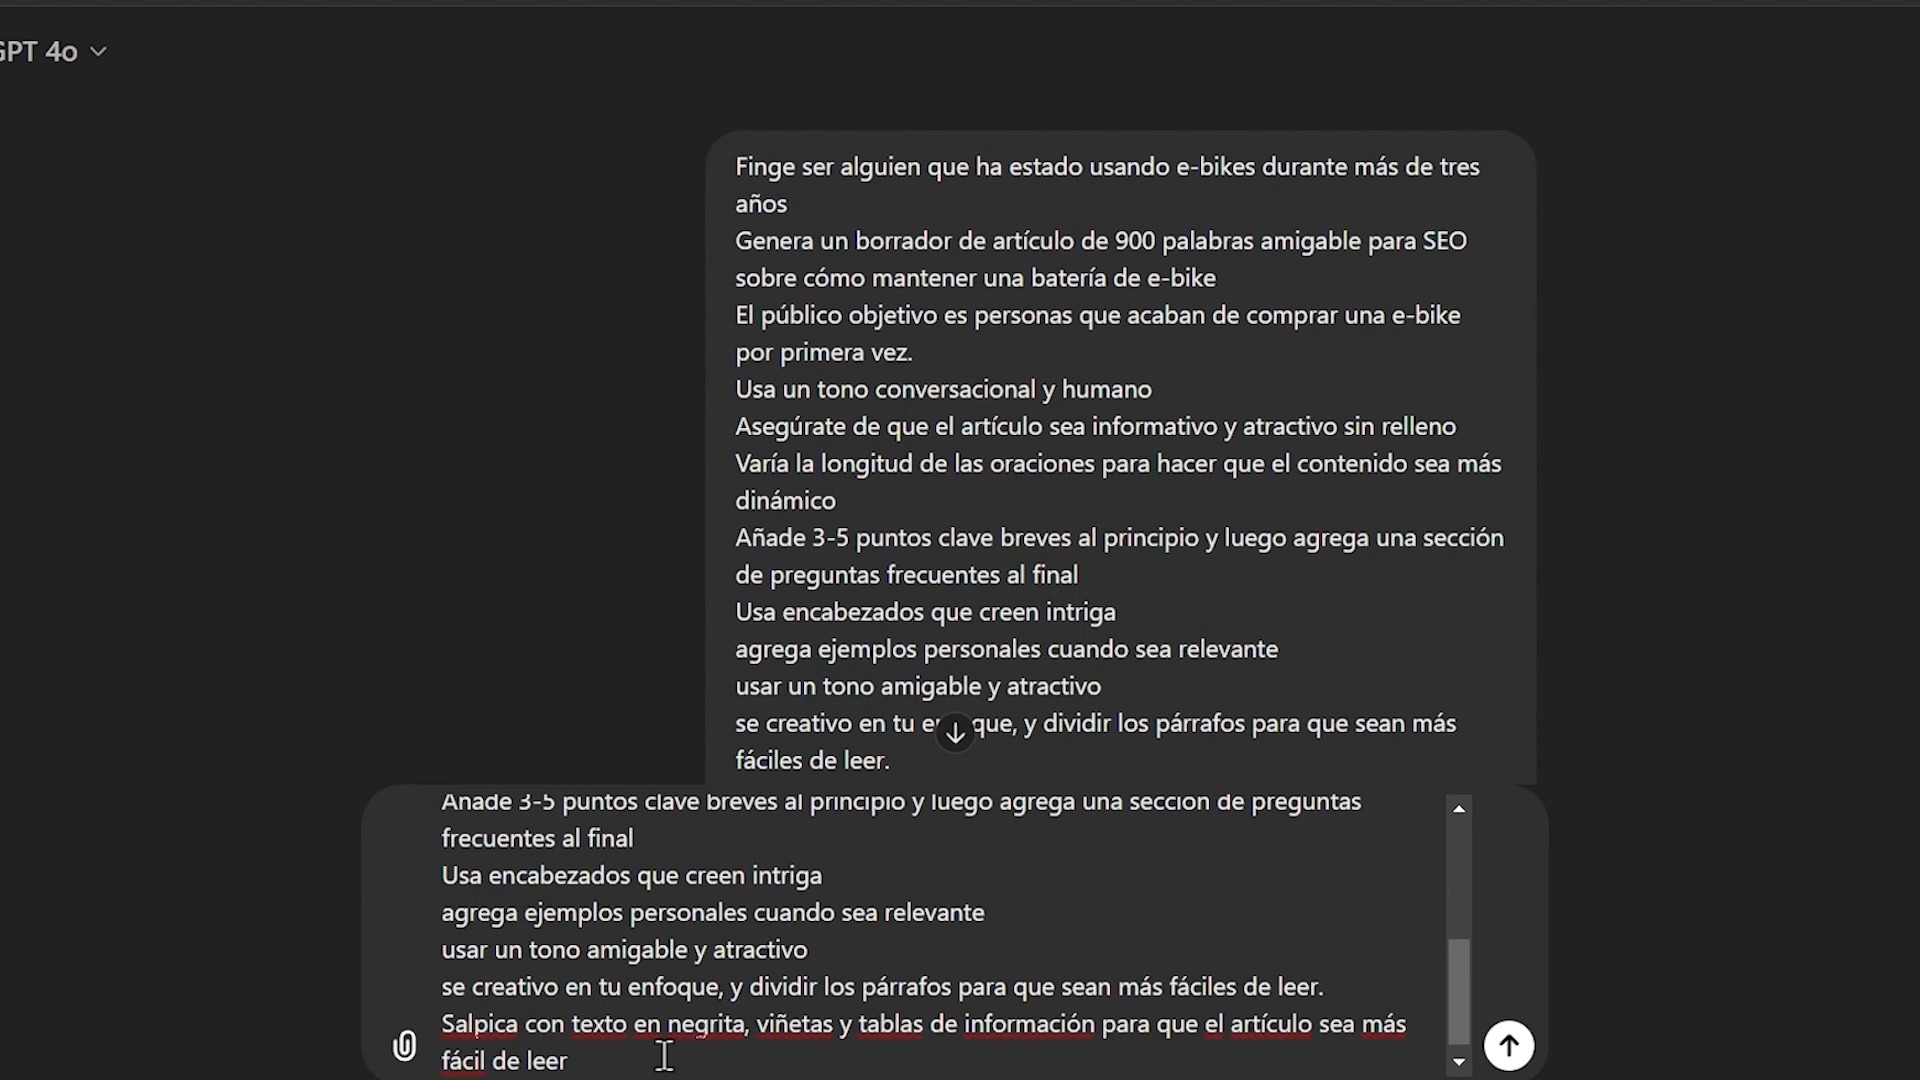 GPT 4o
Finge ser alguien que ha estado usando e-bikes durante más de tres
años
Genera un borrador de artículo de 900 palabras amigable para SEO
sobre cómo mantener una batería de e-bike
El público objetivo es personas que acaban de comprar una e-bike
por primera vez.
Usa un tono conversacional y humano
Asegúrate de que el artículo sea informativo y atractivo sin relleno
Varía la longitud de las oraciones para hacer que el contenido sea más
dinámico
Añade 3-5 puntos clave breves al principio y luego agrega una sección
de preguntas frecuentes al final
Usa encabezados que creen intriga
agrega ejemplos personales cuando sea relevante
usar un tono amigable y atractivo
se creativo en tu enfoque, y dividir los párrafos para que sean más
fáciles de leer.
Añade 3-5 puntos clave breves al principio y luego agrega una sección de preguntas
frecuentes al final
Usa encabezados que creen intriga
agrega ejemplos personales cuando sea relevante
usar un tono amigable y atractivo
se creativo en tu enfoque, y dividir los párrafos para que sean más fáciles de leer.
Salpica con texto en negrita, viñetas y tablas de información para que el artículo sea más
fácil de leer